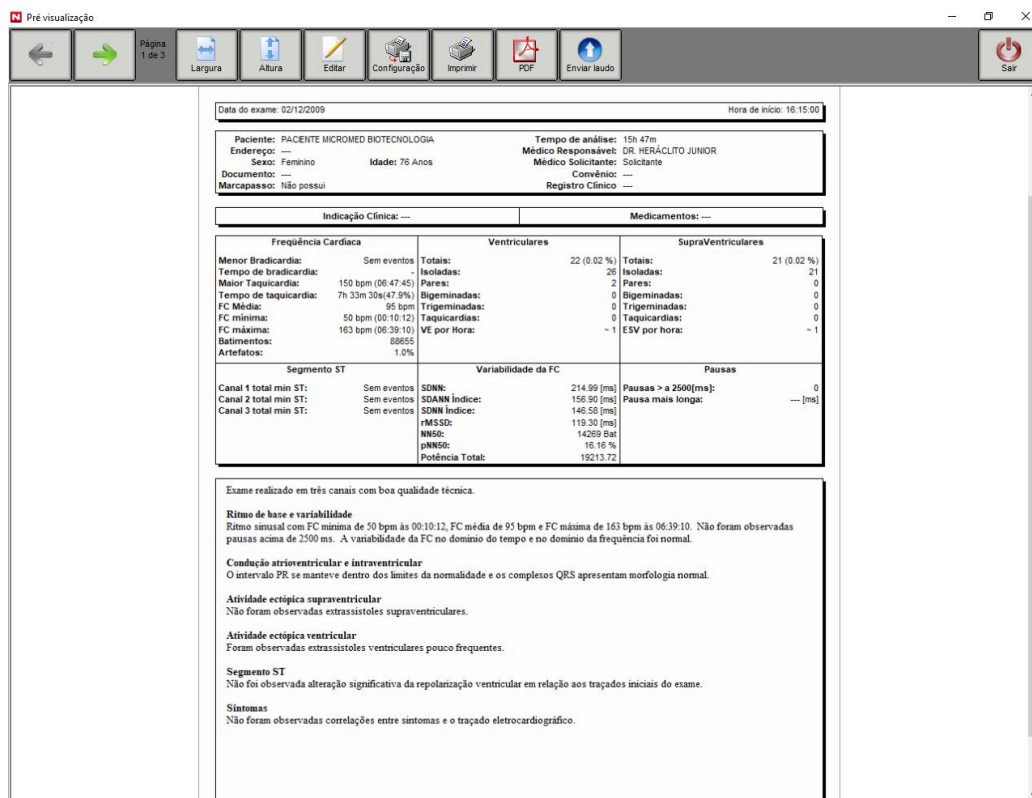 Pré visualização
Página
1 de 3
Largura
Altura
Editar
Configuração
Imprimir
PDF
Enviar laudo
Sair
Data do exame: 02/12/2009 Hora de início: 16:15:00
Paciente: PACIENTE MICROMED BIOTECNOLOGIA Tempo de análise: 15h 47m
Endereço: --- Médico Responsável: DR. HERÁCLITO JUNIOR
Sexo: Feminino Idade: 76 Anos Médico Solicitante: Solicitante
Documento: --- Convênio: ---
Marcapasso: Não possui Registro Clínico ---
Indicação Clínica: --- Medicamentos: ---
Freqüência Cardíaca Ventriculares SupraVentriculares
Menor Bradicardia: Sem eventos Totais: 22 (0.02 %) Totais: 21 (0.02 %)
Tempo de bradicardia: - Isoladas: 26 Isoladas: 21
Maior Taquicardia: 150 bpm (06:47:45) Pares: 2 Pares: 0
Tempo de taquicardia: 7h 33m 30s(47.9%) Bigeminadas: 0 Bigeminadas: 0
FC Média: 95 bpm Trigeminadas: 0 Trigeminadas: 0
FC mínima: 50 bpm (00:10:12) Taquicardias: 0 Taquicardias: 0
FC máxima: 163 bpm (06:39:10) VE por Hora: ~ 1 ESV por hora: ~ 1
Batimentos: 88655
Artefatos: 1.0%
Segmento ST Variabilidade da FC Pausas
Canal 1 total min ST: Sem eventos SDNN: 214.99 [ms] Pausas > a 2500[ms]: 0
Canal 2 total min ST: Sem eventos SDANN Índice: 156.90 [ms] Pausa mais longa: --- [ms]
Canal 3 total min ST: Sem eventos SDNN Índice: 146.58 [ms]
rMSSD: 119.30 [ms]
NN50: 14269 Bat
pNN50: 16.16 %
Potência Total: 19213.72
Exame realizado em três canais com boa qualidade técnica.
Ritmo de base e variabilidade
Ritmo sinusal com FC mínima de 50 bpm às 00:10:12, FC média de 95 bpm e FC máxima de 163 bpm às 06:39:10. Não foram observadas
pausas acima de 2500 ms. A variabilidade da FC no domínio do tempo e no domínio da frequência foi normal.
Condução atrioventricular e intraventricular
O intervalo PR se manteve dentro dos limites da normalidade e os complexos QRS apresentam morfologia normal.
Atividade ectópica supraventricular
Não foram observadas extrassístoles supraventriculares.
Atividade ectópica ventricular
Foram observadas extrassístoles ventriculares pouco frequentes.
Segmento ST
Não foi observada alteração significativa da repolarização ventricular em relação aos traçados iniciais do exame.
Sintomas
Não foram observadas correlações entre sintomas e o traçado eletrocardiográfico.